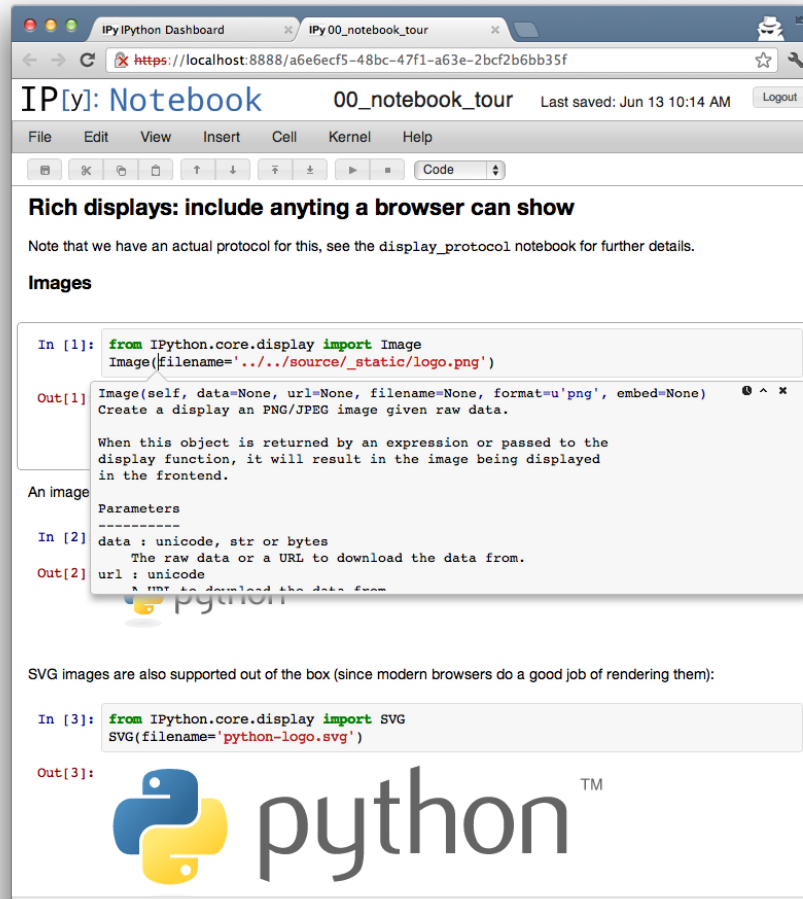 IPy IPython Dashboard
IPy 00_notebook_tour
https://localhost:8888/a6e6ecf5-48bc-47f1-a63e-2bcf2b6bb35f
IP[y]: Notebook 00_notebook_tour Last saved: Jun 13 10:14 AM Logout
File Edit View Insert Cell Kernel Help
Code
Rich displays: include anyting a browser can show
Note that we have an actual protocol for this, see the display_protocol notebook for further details.
Images
In [1]: from IPython.core.display import Image
Image(filename='../../source/_static/logo.png')
Out[1]
Image(self, data=None, url=None, filename=None, format=u'png', embed=None)
Create a display an PNG/JPEG image given raw data.
When this object is returned by an expression or passed to the
display function, it will result in the image being displayed
in the frontend.
Parameters
----------
data : unicode, str or bytes
The raw data or a URL to download the data from.
url : unicode
A URL to download the data from
An image
In [2]
Out[2]
python
SVG images are also supported out of the box (since modern browsers do a good job of rendering them):
In [3]: from IPython.core.display import SVG
SVG(filename='python-logo.svg')
Out[3]:
python TM